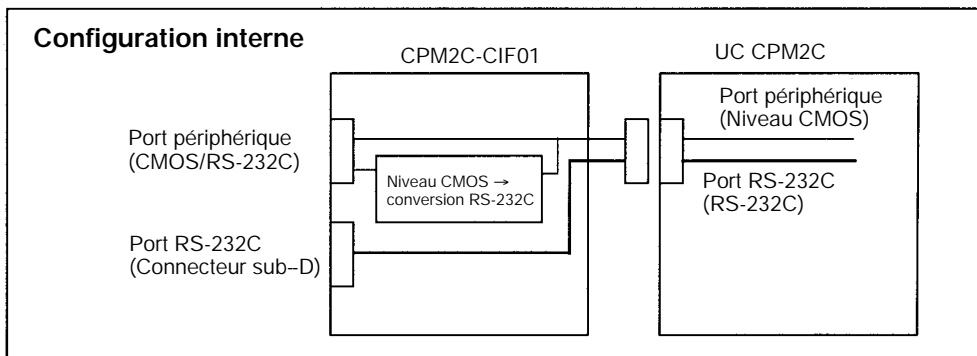 Configuration interne
CPM2C-CIF01
UC CPM2C
Port périphérique
(CMOS/RS-232C)
Niveau CMOS →
conversion RS-232C
Port RS-232C
(Connecteur sub--D)
Port périphérique
(Niveau CMOS)
Port RS-232C
(RS-232C)